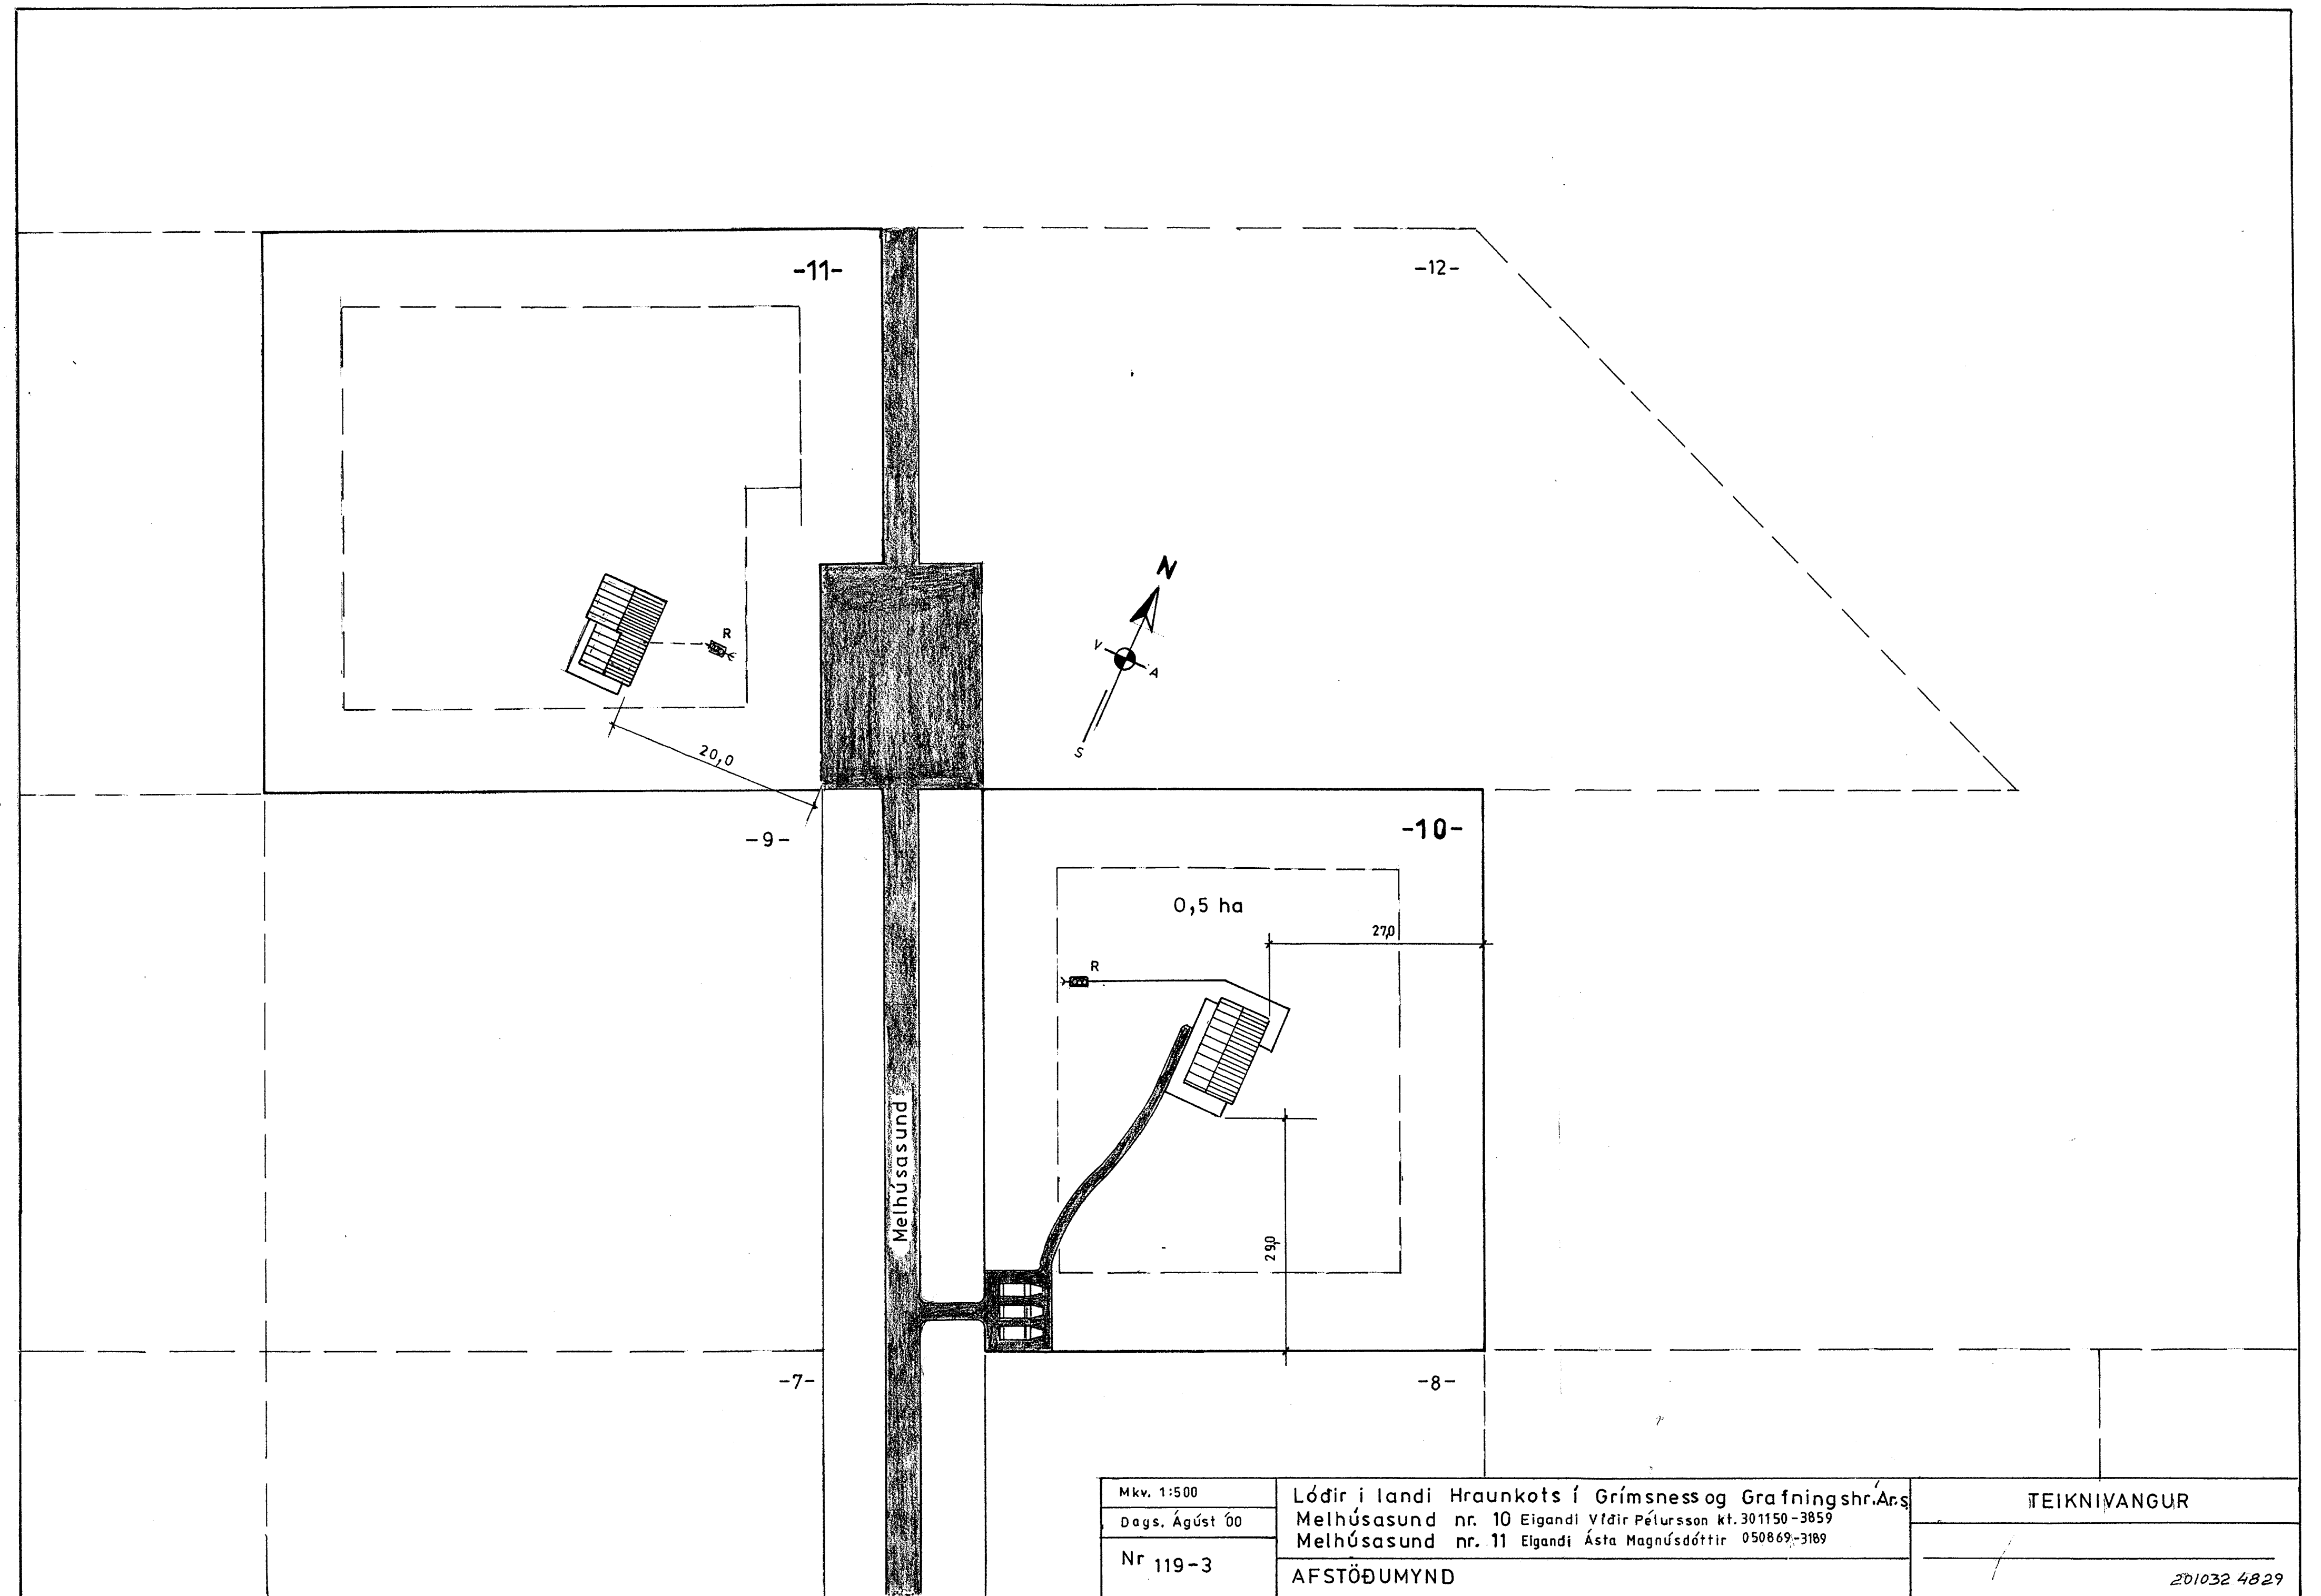 -11-
-12-
N
V
A
S
R
20,0
-9-
-10-
0,5 ha
27,0
R
Melhúsasund
29,0
-7-
-8-
Mkv. 1:500
Dags. Ágúst '00
Nr 119-3
Lóðir í landi Hraunkots í Grímsness og Grafningshr. Árs
Melhúsasund nr. 10 Eigandi Víðir Pétursson kt. 301150-3859
Melhúsasund nr. 11 Eigandi Ásta Magnúsdóttir 050869-3189
AFSTÖÐUMYND
TEIKNIVANGUR
201032 4829